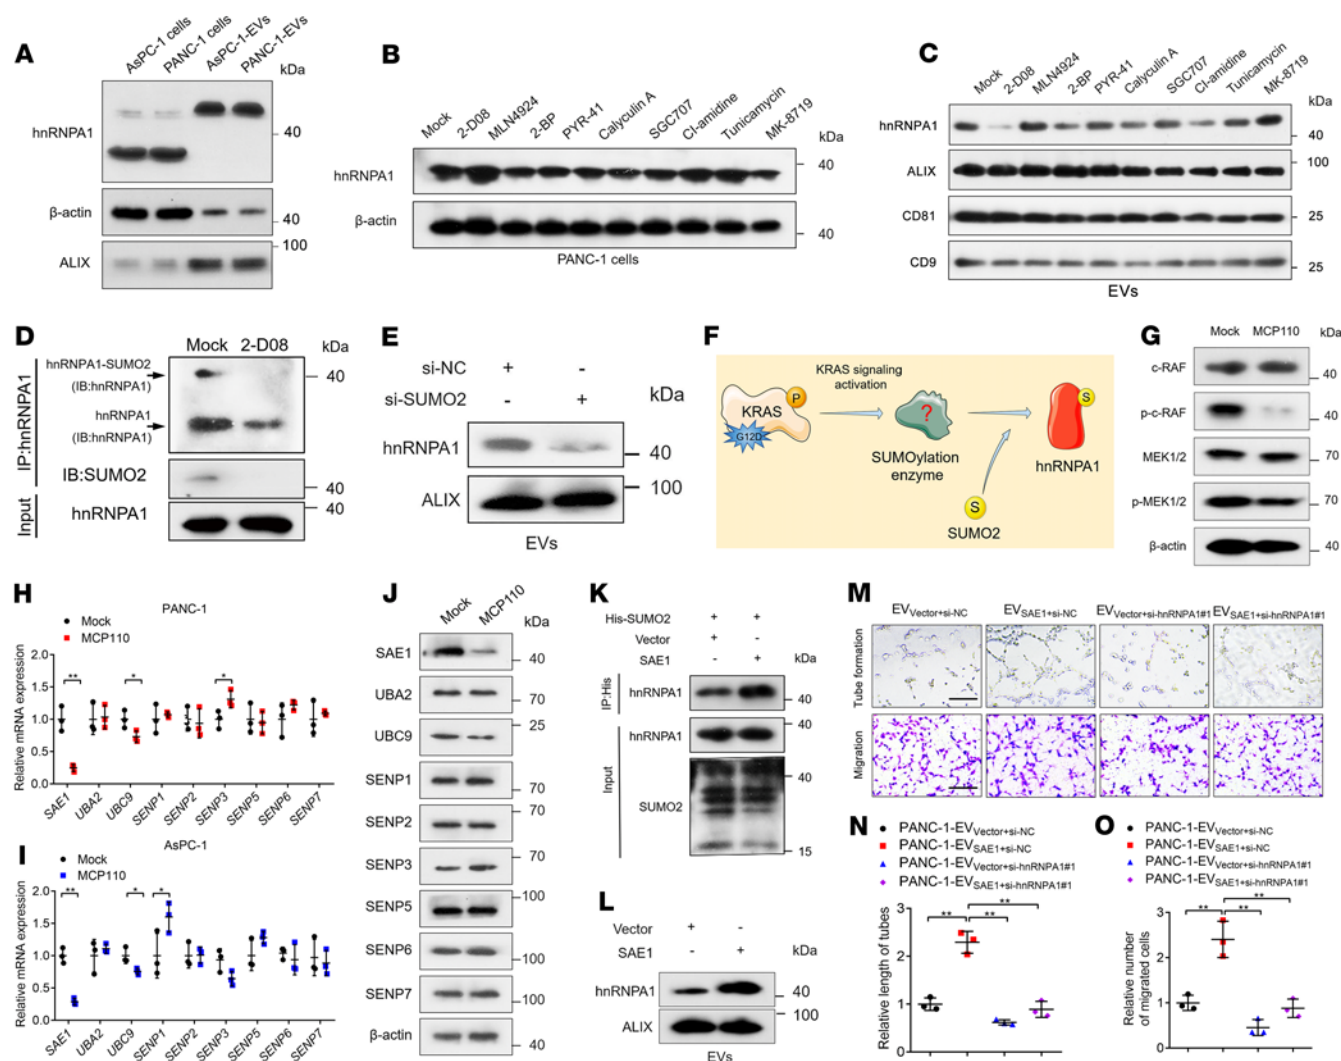 A
AsPC-1 cells
PANC-1 cells
AsPC-1-EVs
PANC-1-EVs
kDa
hnRNPA1
40
β-actin
40
100
ALIX
B
Mock
2-D08
MLN4924
2-BP
PYR-41
Calyculin A
SGC707
Cl-amidine
Tunicamycin
MK-8719
kDa
hnRNPA1
40
β-actin
40
PANC-1 cells
C
Mock
2-D08
MLN4924
2-BP
PYR-41
Calyculin A
SGC707
Cl-amidine
Tunicamycin
MK-8719
kDa
hnRNPA1
40
ALIX
100
CD81
25
CD9
25
EVs
D
Mock 2-D08
kDa
IP:hnRNPA1
hnRNPA1-SUMO2
(IB:hnRNPA1)
40
hnRNPA1
(IB:hnRNPA1)
IB:SUMO2
40
Input
hnRNPA1
40
E
si-NC + -
si-SUMO2 - +
kDa
hnRNPA1
40
ALIX
100
EVs
F
KRAS signaling
activation
KRAS
P
G12D
?
S
SUMOylation
enzyme
hnRNPA1
S
SUMO2
G
Mock MCP110
kDa
c-RAF
40
p-c-RAF
40
MEK1/2
70
p-MEK1/2
70
β-actin
40
H
PANC-1
Mock
MCP110
Relative mRNA expression
2.0
1.5
1.0
0.5
0.0
**
*
*
SAE1
UBA2
UBC9
SENP1
SENP2
SENP3
SENP5
SENP6
SENP7
I
AsPC-1
Mock
MCP110
Relative mRNA expression
2.0
1.5
1.0
0.5
0.0
**
*
*
SAE1
UBA2
UBC9
SENP1
SENP2
SENP3
SENP5
SENP6
SENP7
J
Mock
MCP110
kDa
SAE1
40
UBA2
70
UBC9
25
SENP1
70
SENP2
70
SENP3
70
SENP5
100
SENP6
100
SENP7
100
β-actin
40
K
His-SUMO2 + +
Vector + -
SAE1 - +
kDa
IP:His
hnRNPA1
40
Input
hnRNPA1
40
SUMO2
40
15
L
Vector + -
SAE1 - +
kDa
hnRNPA1
40
ALIX
100
EVs
M
EVVector+si-NC
EVSAE1+si-NC
EVVector+si-hnRNPA1#1
EVSAE1+si-hnRNPA1#1
Tube formation
Migration
N
PANC-1-EVVector+si-NC
PANC-1-EVSAE1+si-NC
PANC-1-EVVector+si-hnRNPA1#1
PANC-1-EVSAE1+si-hnRNPA1#1
Relative length of tubes
3
2
1
0
**
**
**
O
PANC-1-EVVector+si-NC
PANC-1-EVSAE1+si-NC
PANC-1-EVVector+si-hnRNPA1#1
PANC-1-EVSAE1+si-hnRNPA1#1
Relative number
of migrated cells
3
2
1
0
**
**
**